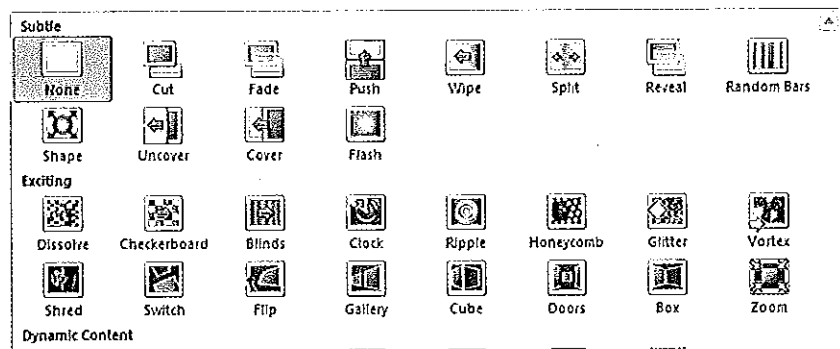 Subtle
None Cut Fade Push Wipe Split Reveal Random Bars
Shape Uncover Cover Flash
Exciting
Dissolve Checkerboard Blinds Clock Ripple Honeycomb Glitter Vortex
Shred Switch Flip Gallery Cube Doors Box Zoom
Dynamic Content